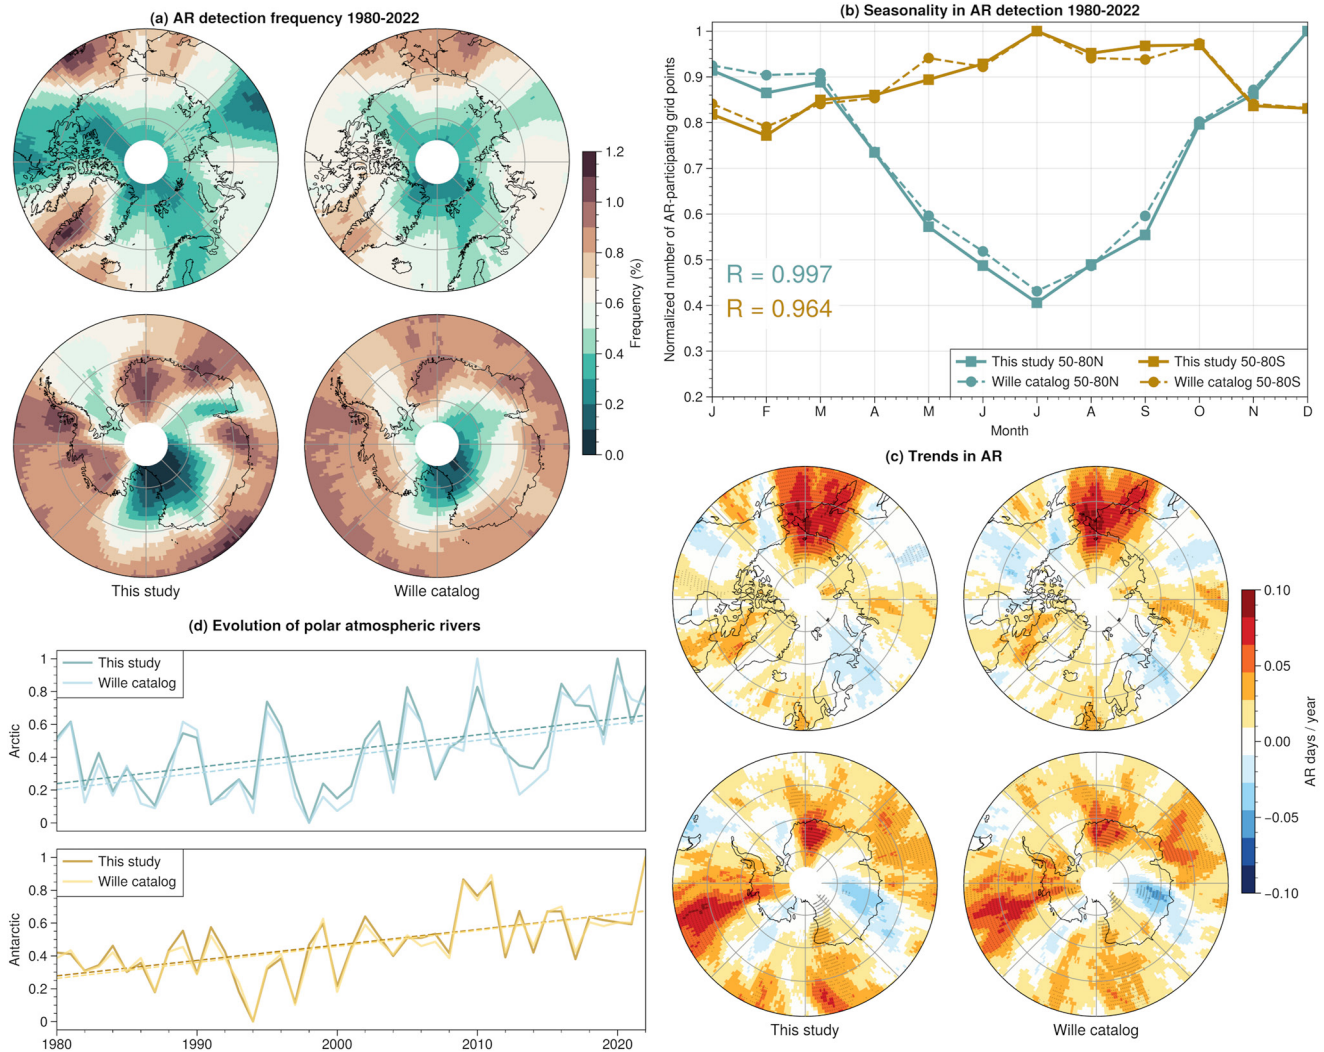 (a) AR detection frequency 1980-2022
1.2
1.0
0.8
0.6
0.4
0.2
0.0
Frequency (%)
This study
Wille catalog
(b) Seasonality in AR detection 1980-2022
Normalized number of AR-participating grid points
1
0.9
0.8
0.7
0.6
0.5
0.4
0.3
0.2
R = 0.997
R = 0.964
This study 50-80N
Wille catalog 50-80N
This study 50-80S
Wille catalog 50-80S
J F M A M J J A S O N D
Month
(c) Trends in AR
0.10
0.05
0.00
−0.05
−0.10
AR days / year
This study
Wille catalog
(d) Evolution of polar atmospheric rivers
This study
Wille catalog
Arctic
1
0.8
0.6
0.4
0.2
0
This study
Wille catalog
Antarctic
1
0.8
0.6
0.4
0.2
0
1980 1990 2000 2010 2020